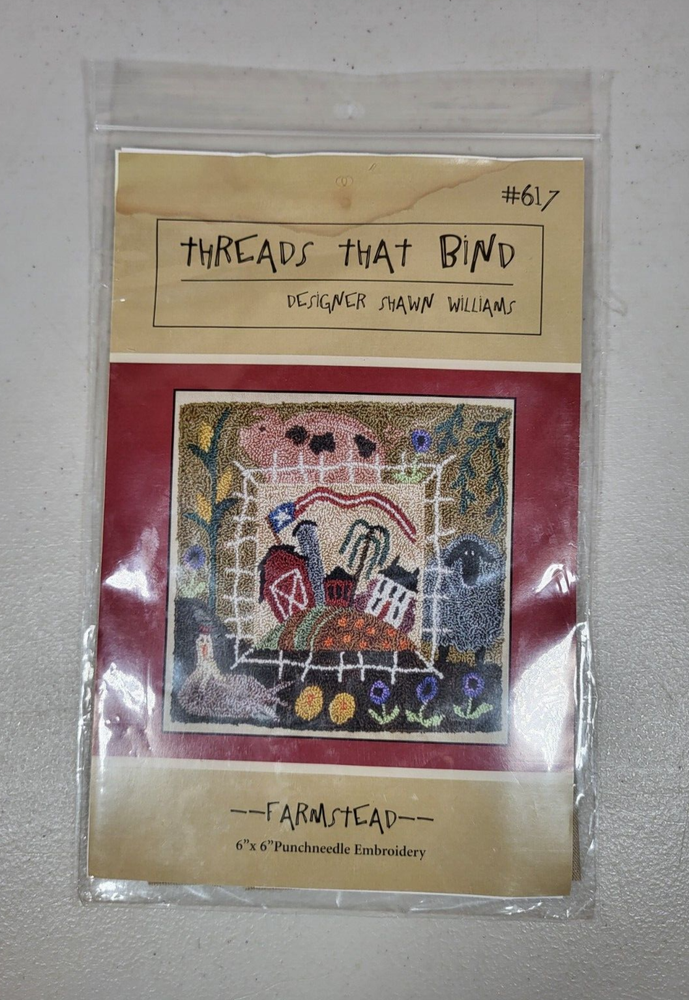 #617
THREADS THAT BIND
DESIGNER SHAWN WILLIAMS
--FARMSTEAD--
6"x 6"Punchneedle Embroidery